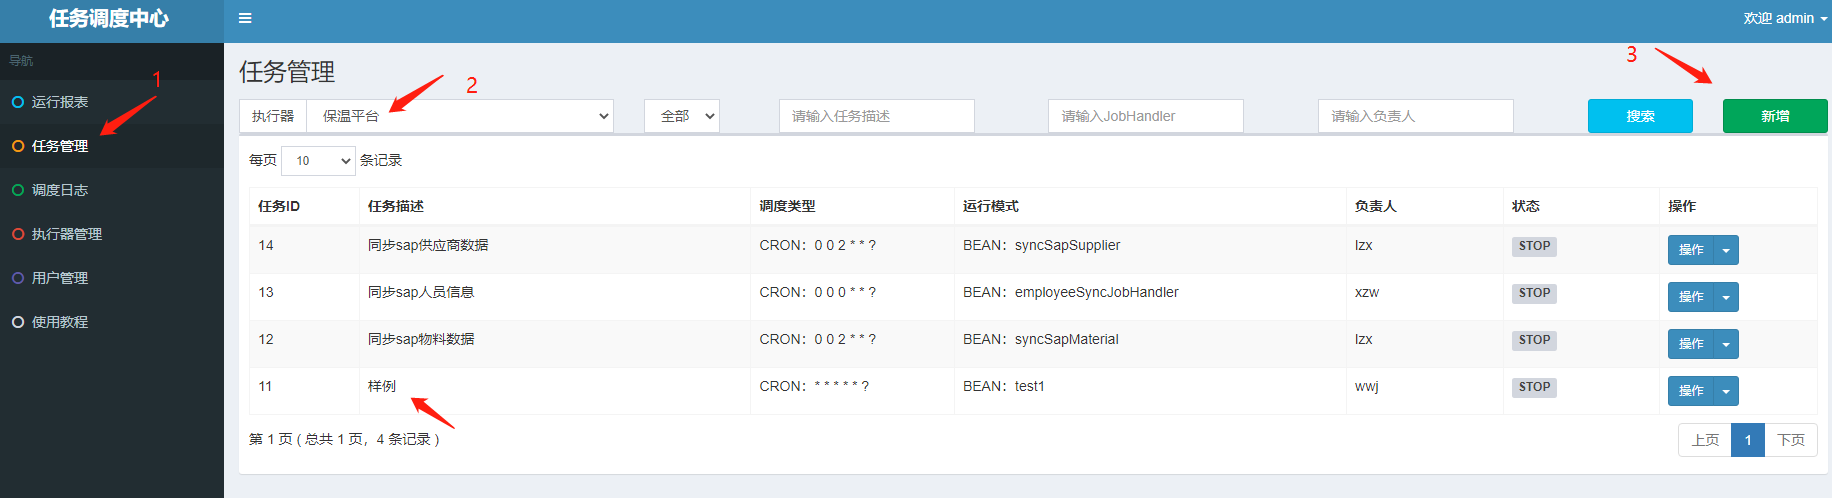 任务调度中心
欢迎 admin
导航
1
运行报表
任务管理
调度日志
执行器管理
用户管理
使用教程
任务管理
2
3
执行器 保温平台 全部 请输入任务描述 请输入JobHandler 请输入负责人 搜索 新增
每页 10 条记录
任务ID 任务描述 调度类型 运行模式 负责人 状态 操作
14 同步sap供应商数据 CRON：0 0 2 * * ? BEAN：syncSapSupplier lzx STOP 操作
13 同步sap人员信息 CRON：0 0 0 * * ? BEAN：employeeSyncJobHandler xzw STOP 操作
12 同步sap物料数据 CRON：0 0 2 * * ? BEAN：syncSapMaterial lzx STOP 操作
11 样例 CRON：* * * * * ? BEAN：test1 wwj STOP 操作
第 1 页 ( 总共 1 页，4 条记录 ) 上页 1 下页